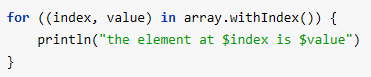 for ((index, value) in array.withIndex()) {
    println("the element at $index is $value")
}